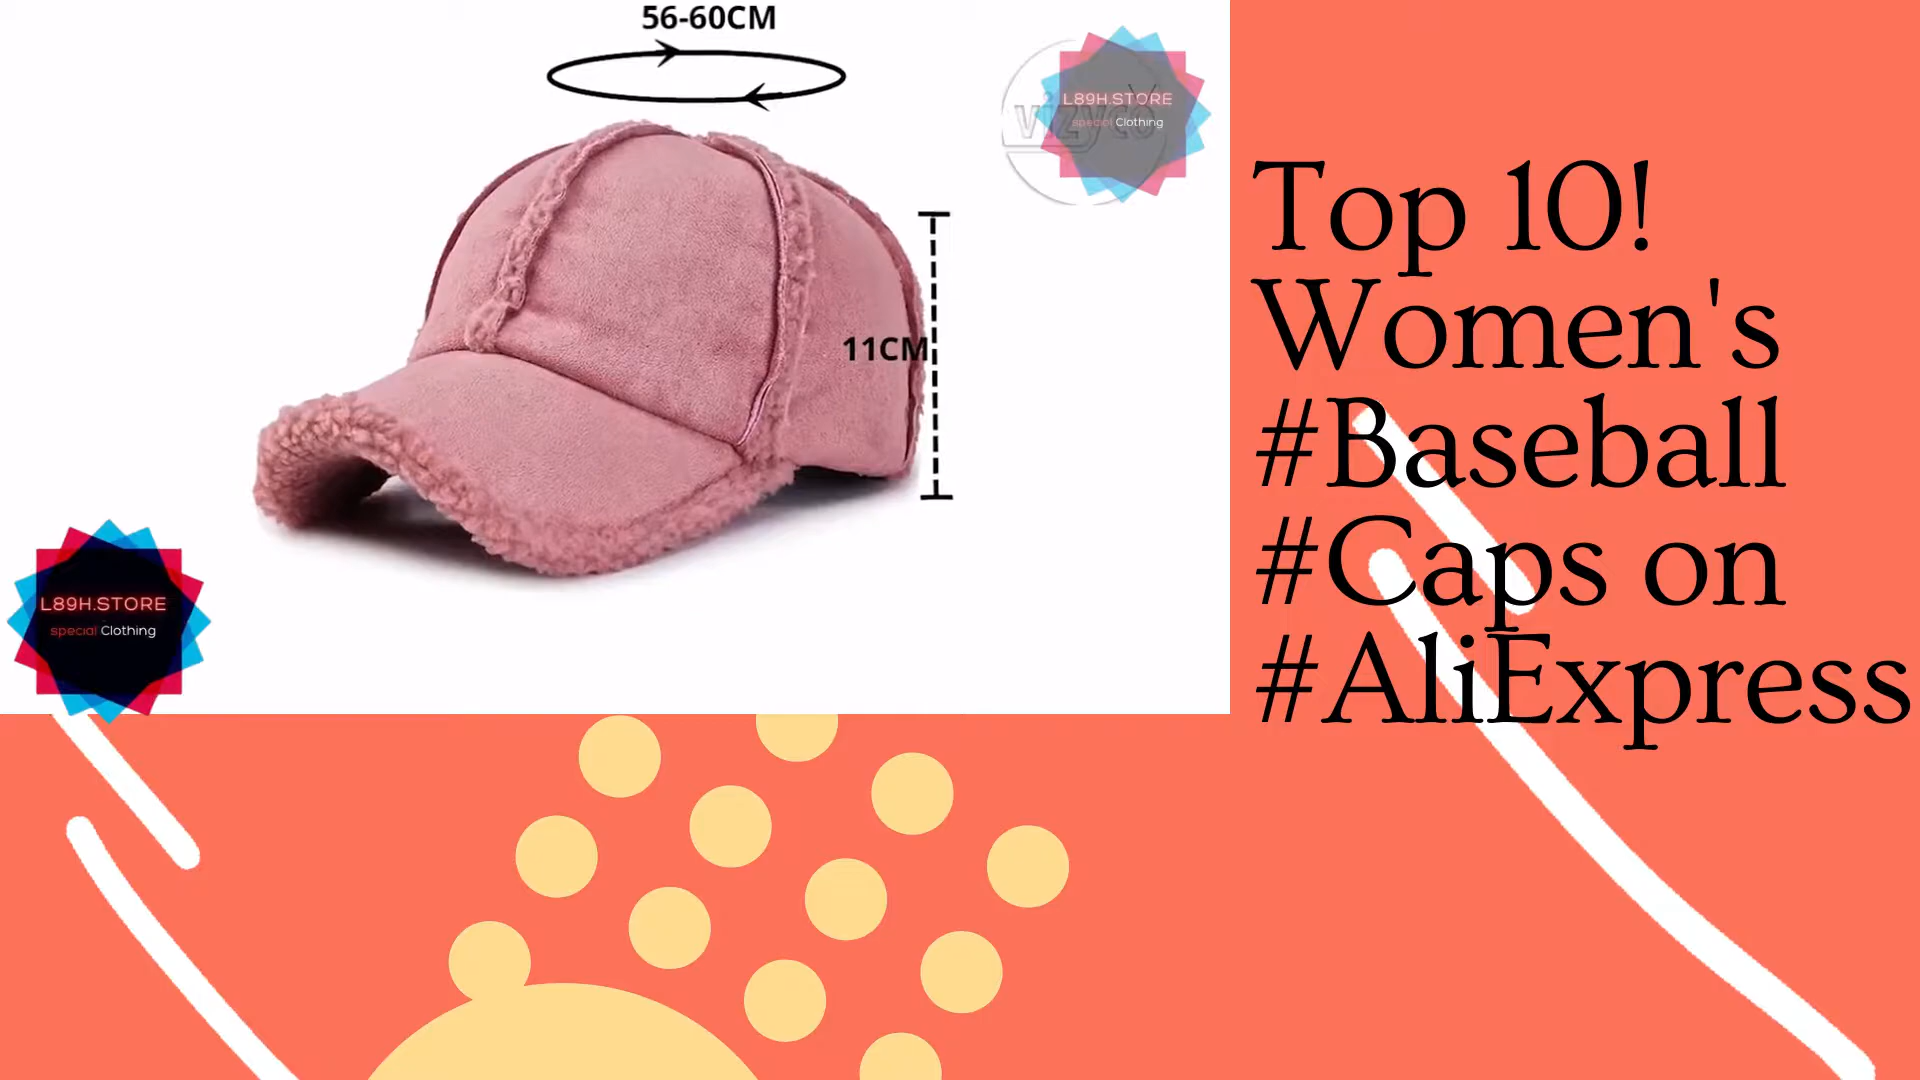 56-60CM
L89H.STORE
special Clothing
11CM
L89H.STORE
special Clothing
Top 10!
Women's
#Baseball
#Caps on
#AliExpress